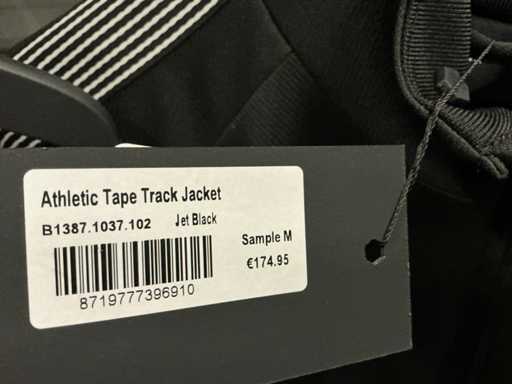 Athletic Tape Track Jacket
B1387.1037.102 Jet Black
Sample M
€174.95
8719777396910